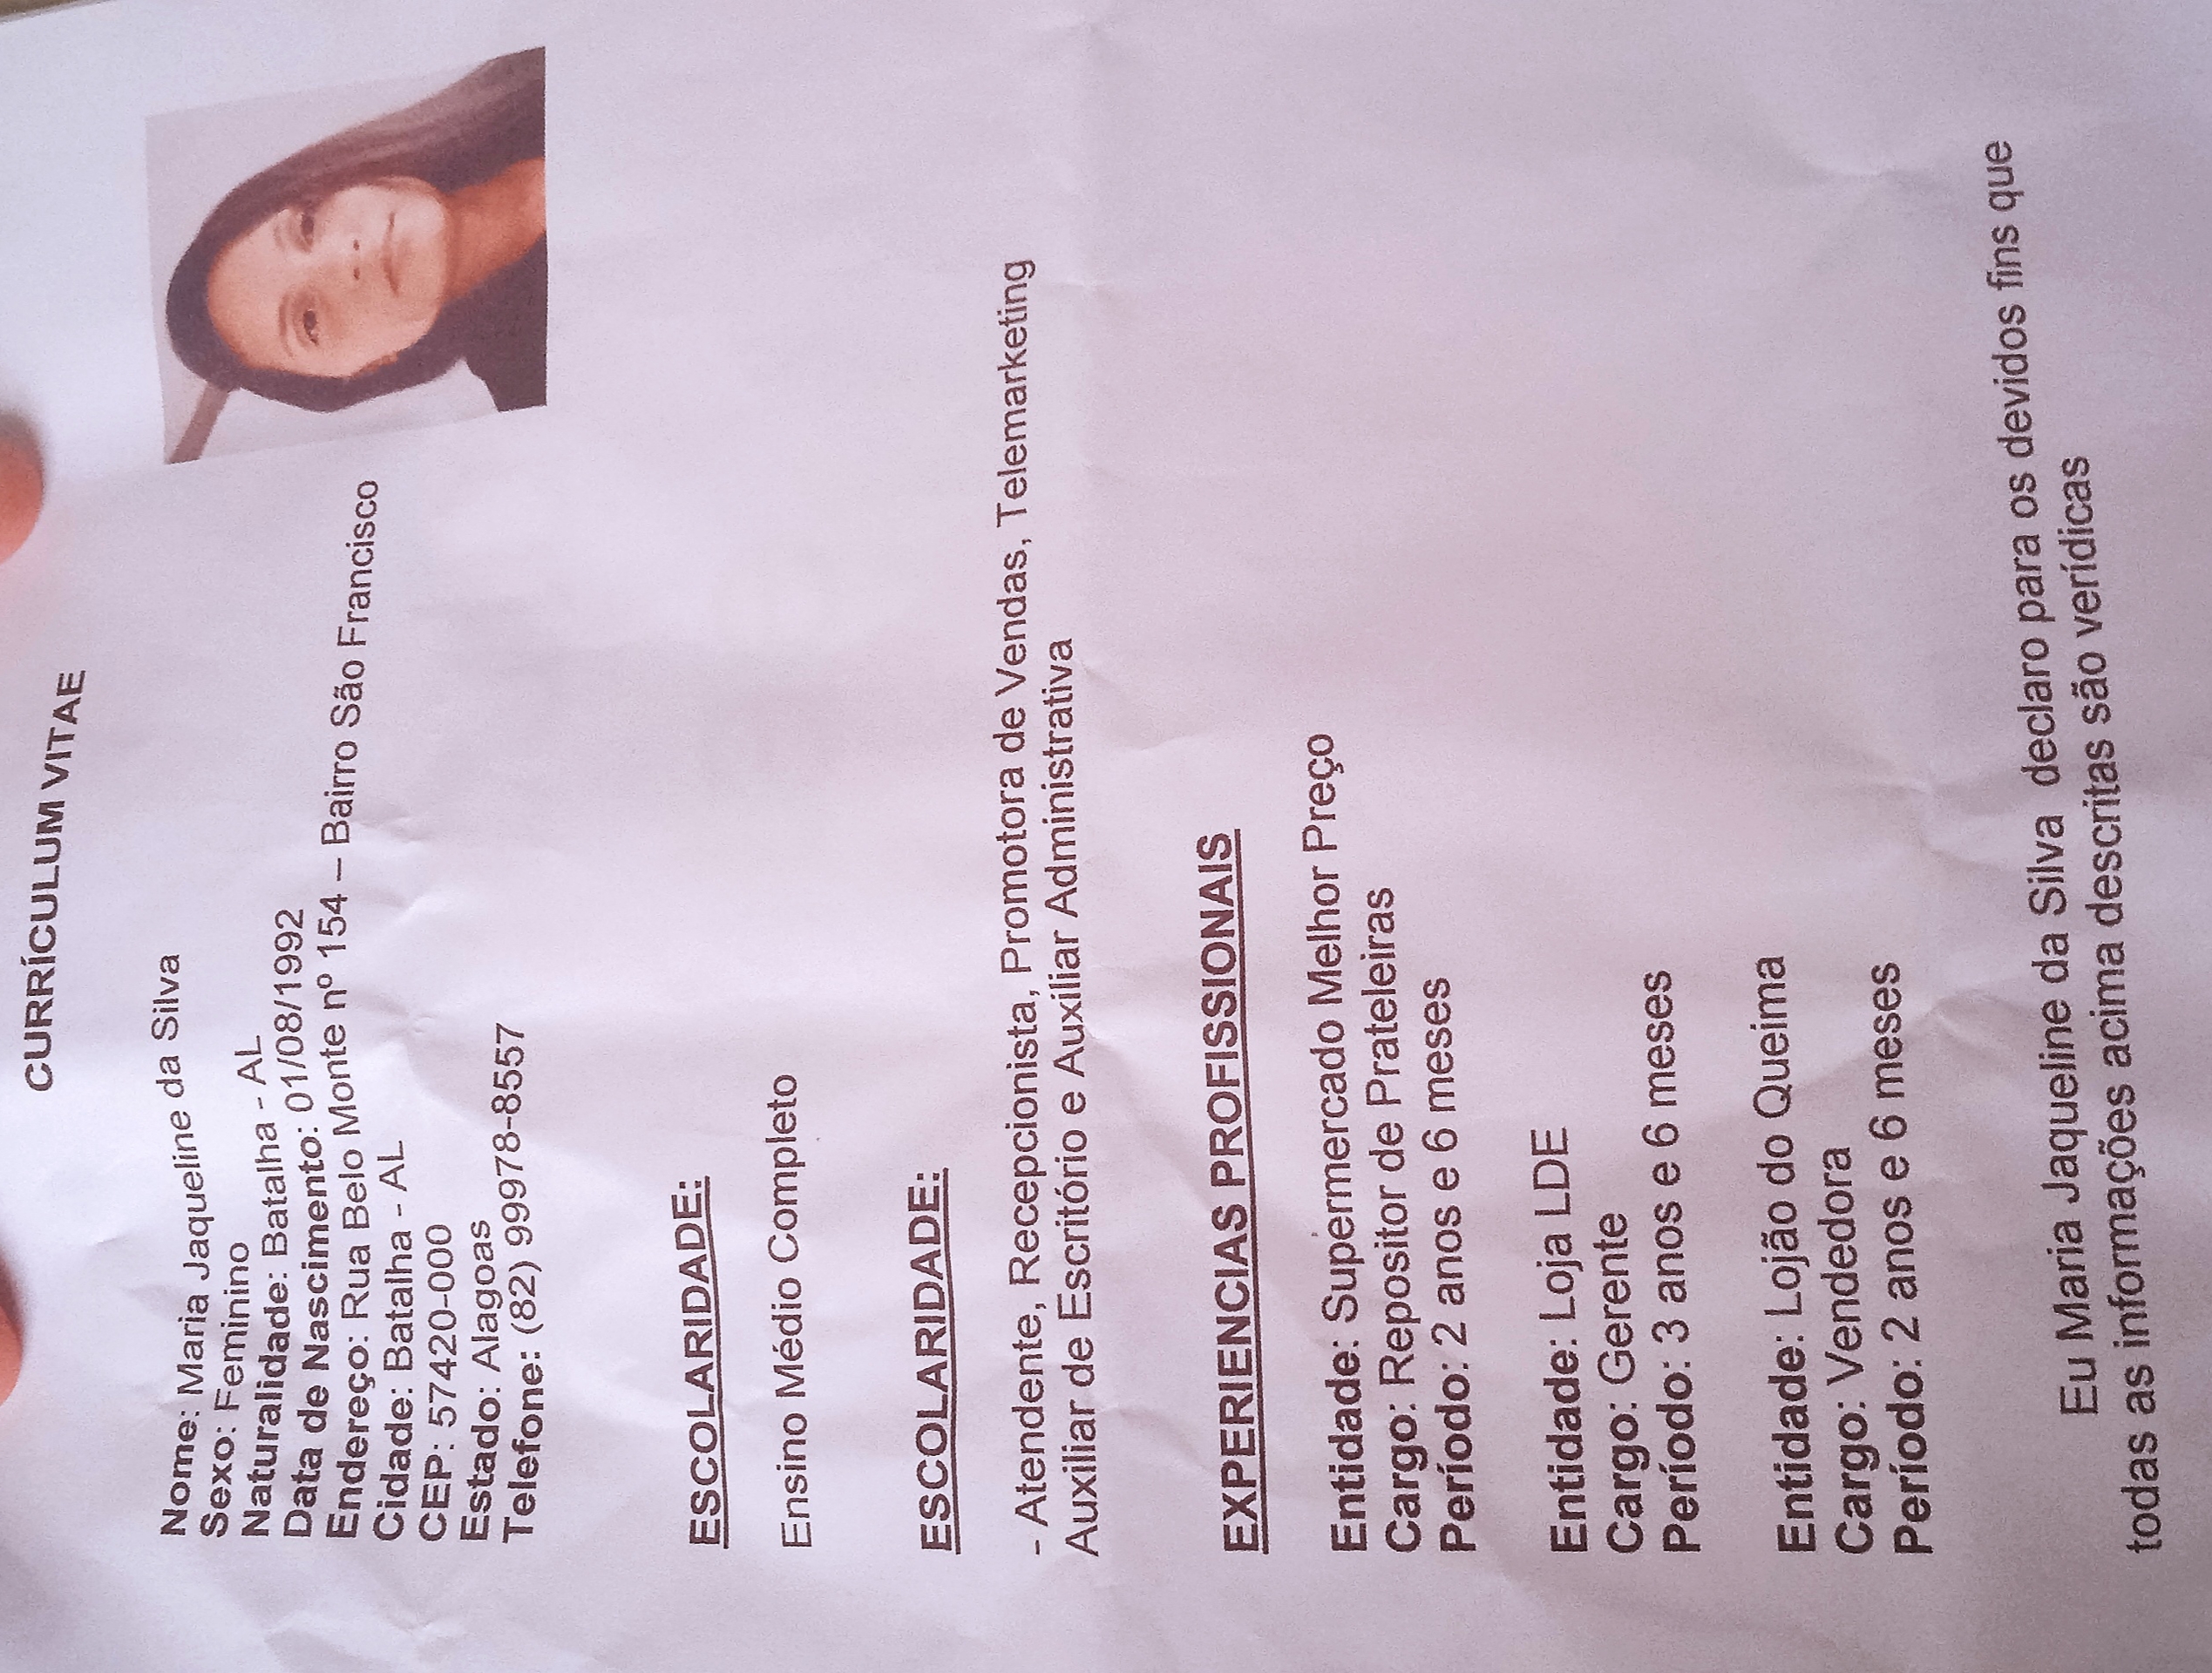 CURRÍCULUM VITAE
Nome: Maria Jaqueline da Silva
Sexo: Feminino
Naturalidade: Batalha - AL
Data de Nascimento: 01/08/1992
Endereço: Rua Belo Monte nº 154 – Bairro São Francisco
Cidade: Batalha - AL
CEP: 57420-000
Estado: Alagoas
Telefone: (82) 99978-8557
ESCOLARIDADE:
Ensino Médio Completo
ESCOLARIDADE:
- Atendente, Recepcionista, Promotora de Vendas, Telemarketing
Auxiliar de Escritório e Auxiliar Administrativa
EXPERIENCIAS PROFISSIONAIS
Entidade: Supermercado Melhor Preço
Cargo: Repositor de Prateleiras
Período: 2 anos e 6 meses
Entidade: Loja LDE
Cargo: Gerente
Período: 3 anos e 6 meses
Entidade: Lojão do Queima
Cargo: Vendedora
Período: 2 anos e 6 meses
Eu Maria Jaqueline da Silva declaro para os devidos fins que
todas as informações acima descritas são verídicas